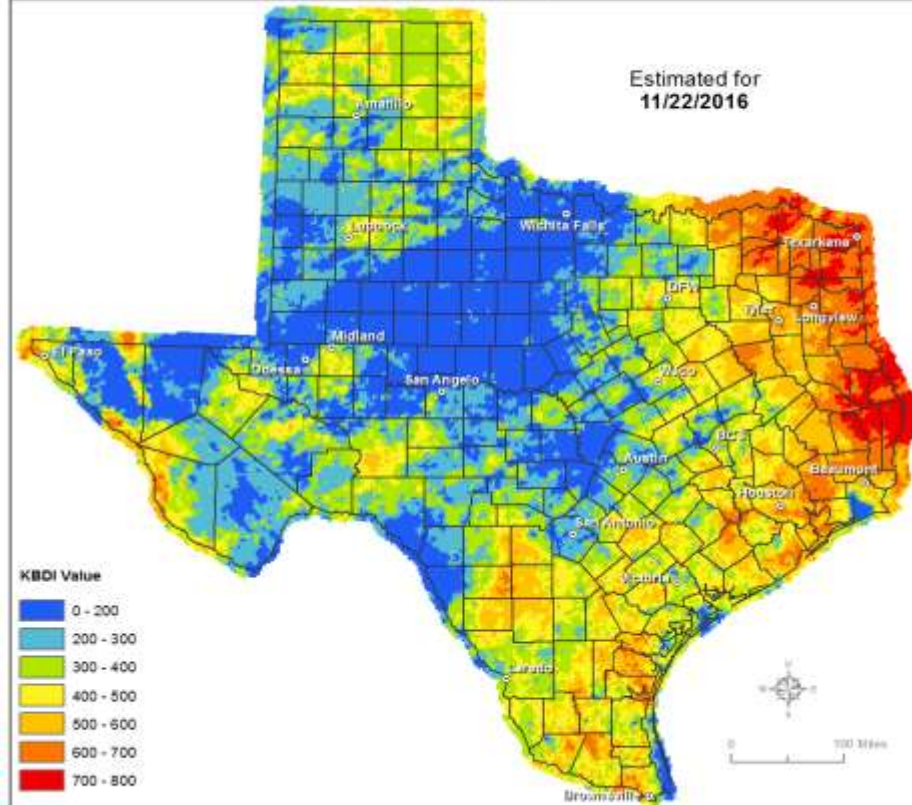 Estimated for
11/22/2016
Amarillo
Lubbock
Wichita Falls
Texarkana
DFW
Tyler
Longview
El Paso
Midland
Odessa
San Angelo
Waco
BCS
Austin
Beaumont
Houston
San Antonio
Victoria
Laredo
Brownsville
KBDI Value
0 - 200
200 - 300
300 - 400
400 - 500
500 - 600
600 - 700
700 - 800
0 100 Miles